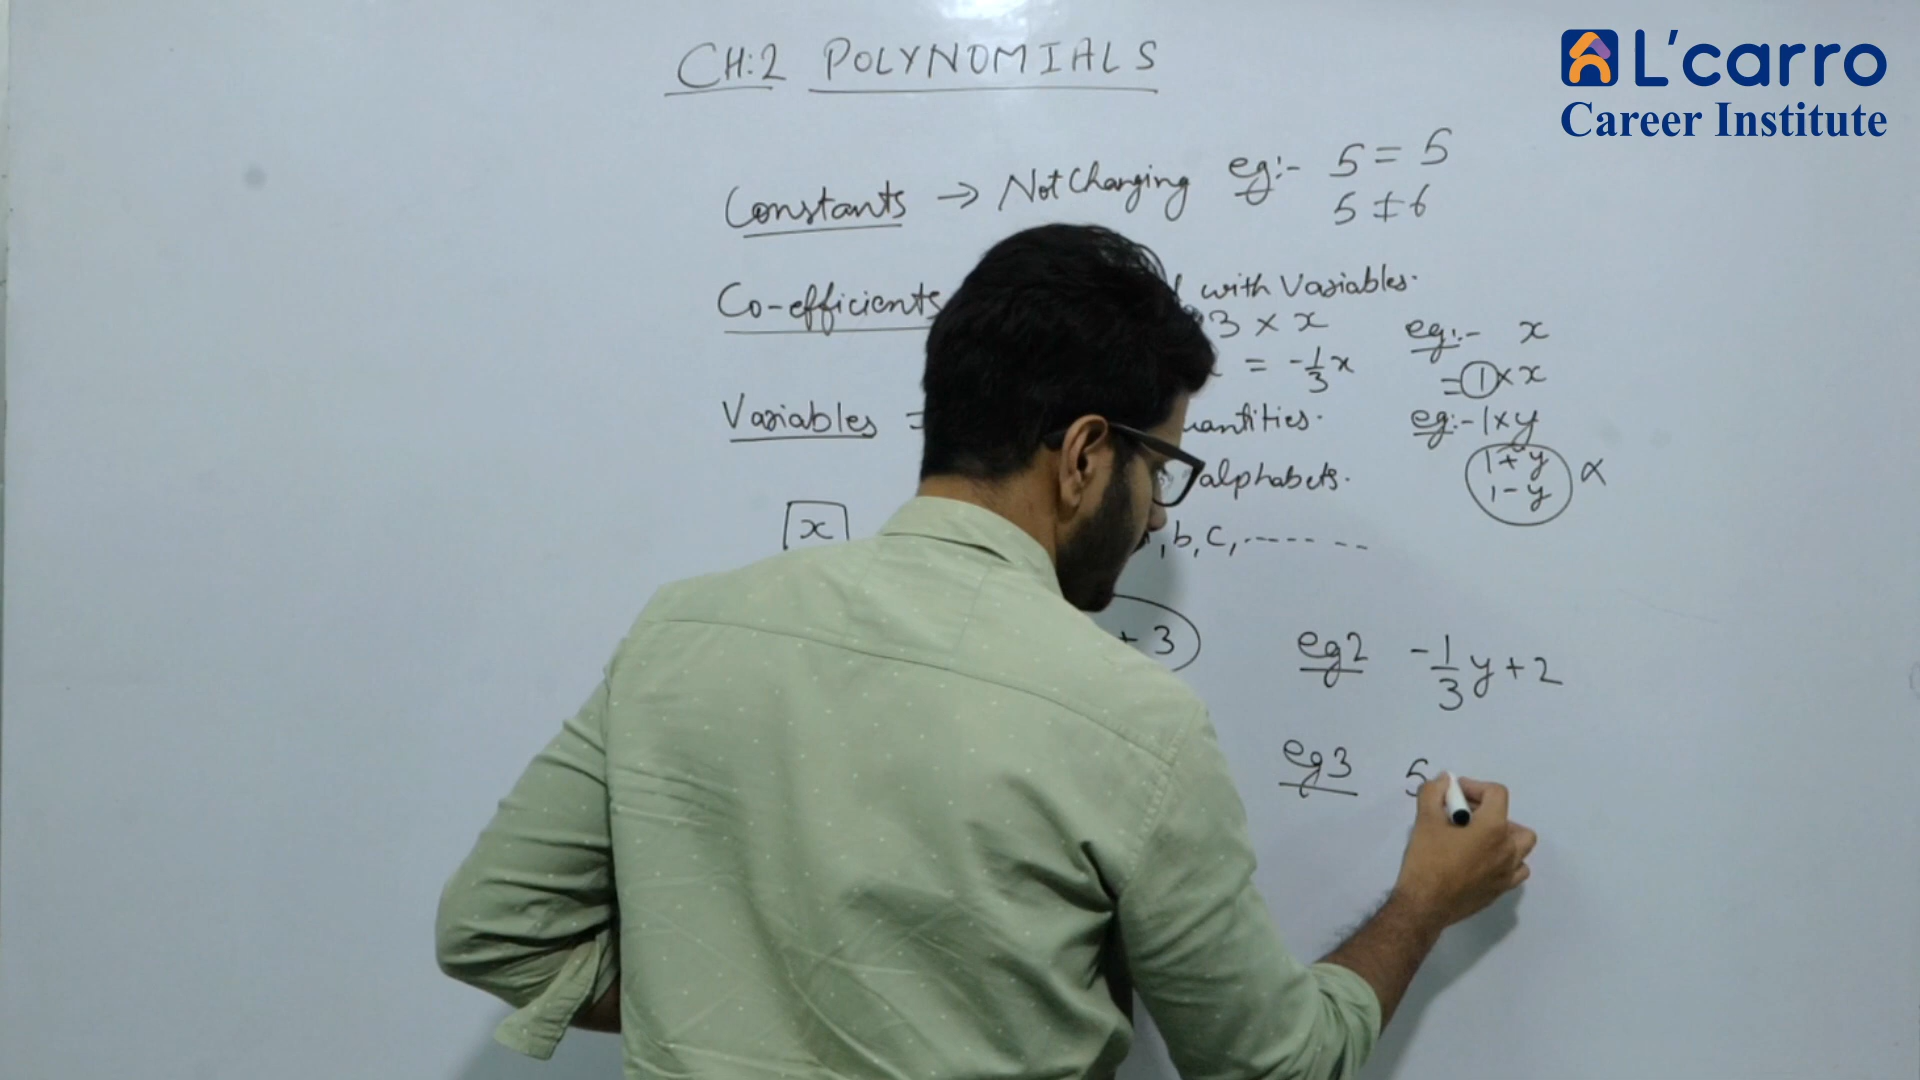 CH:2 POLYNOMIALS
L'carro
Career Institute
Constants → Not Changing eg:- 5 = 5
5 ≠ 6
Co-efficients with Variables.
3 × x
= -1/3 x
eg:- x
= 1 × x
Variables =
alphabets.
eg:- 1 × y
1 + y
1 - y
x
, b, c, ------ --
+ 3
eg2 -1/3 y + 2
eg3 5